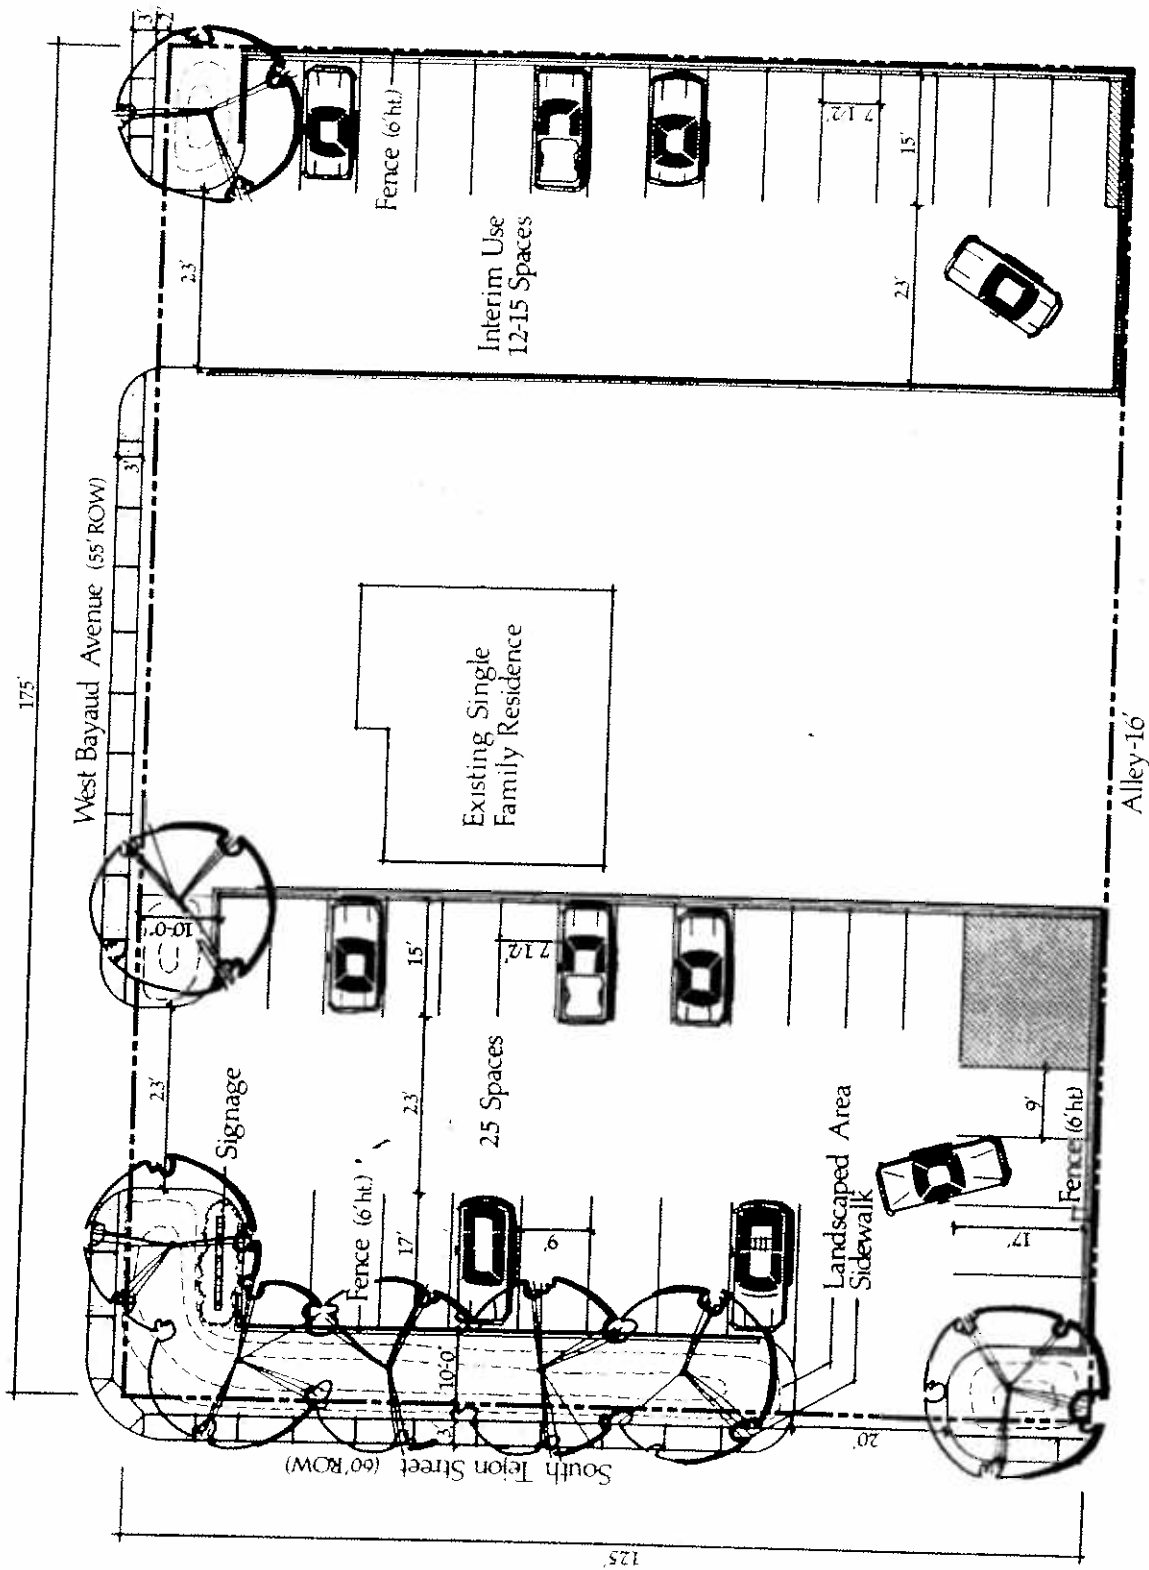 175'
3'
2'
West Bayaud Avenue (55' ROW)
3'
23'
Fence (6' ht.)
Interim Use
12-15 Spaces
7 1/2'
15'
23'
Existing Single
Family Residence
Alley-16'
10'-0"
23'
Signage
15'
7 1/2'
23'
25 Spaces
Fence (6' ht.)
17'
9'
Landscaped Area
Sidewalk
9'
Fence (6' ht.)
17'
10'-0"
3'
20'
South Tejon Street (60' ROW)
125'